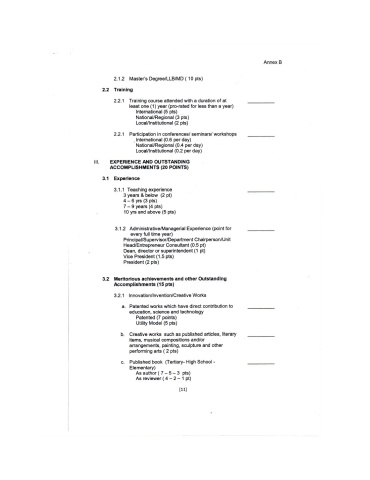 Annex B
2.1.2 Master's Degree/LLB/MD ( 10 pts)
2.2 Training
2.2.1 Training course attended with a duration of at
least one (1) year (pro-rated for less than a year)
International (5 pts)
National/Regional (3 pts)
Local/Institutional (2 pts)
2.2.1 Participation in conferences/ seminars/ workshops
International (0.6 per day)
National/Regional (0.4 per day)
Local/Institutional (0.2 per day)
III. EXPERIENCE AND OUTSTANDING
ACCOMPLISHMENTS (20 POINTS)
3.1 Experience
3.1.1 Teaching experience
3 years & below (2 pt)
4 – 6 yrs (3 pts)
7 – 9 years (4 pts)
10 yrs and above (5 pts)
3.1.2 Administrative/Managerial Experience (point for
every full time year)
Principal/Supervisor/Department Chairperson/Unit
Head/Entrepreneur Consultant (0.5 pt)
Dean, director or superintendent (1 pt)
Vice President (1.5 pts)
President (2 pts)
3.2 Meritorious achievements and other Outstanding
Accomplishments (15 pts)
3.2.1 Innovation/Invention/Creative Works
a. Patented works which have direct contribution to
education, science and technology
Patented (7 points)
Utility Model (5 pts)
b. Creative works such as published articles, literary
items, musical compositions and/or
arrangements, painting, sculpture and other
performing arts ( 2 pts)
c. Published book (Tertiary- High School -
Elementary)
As author ( 7 – 5 – 3 pts)
As reviewer ( 4 – 2 – 1 pt)
[11]